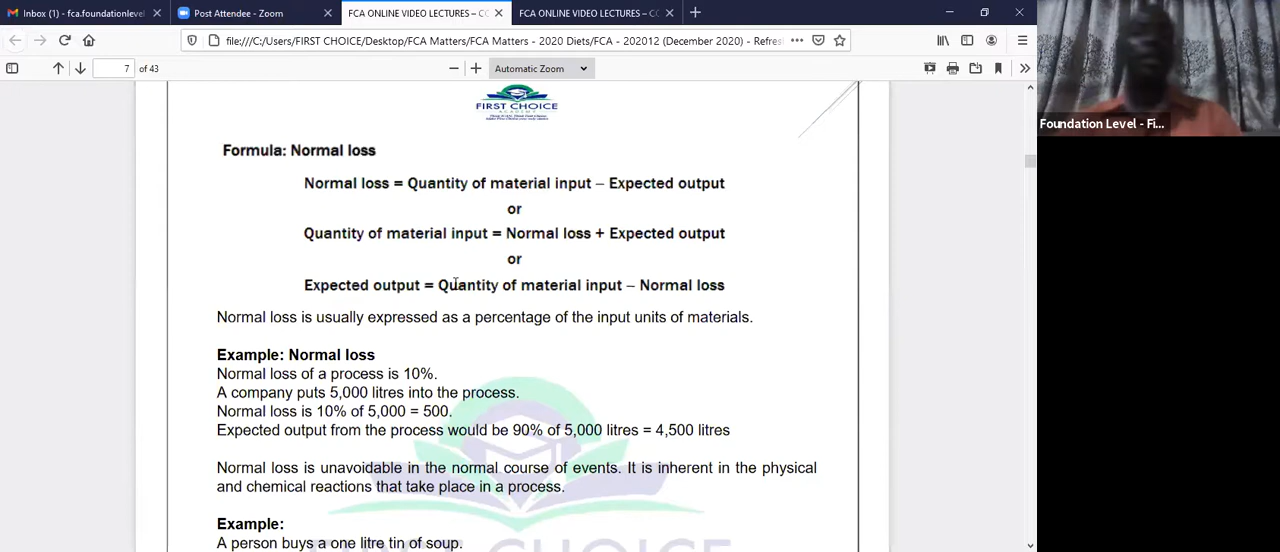 Inbox (1) - fca.foundationlevel
Post Attendee - Zoom
FCA ONLINE VIDEO LECTURES – CO
FCA ONLINE VIDEO LECTURES – CO
file:///C:/Users/FIRST CHOICE/Desktop/FCA Matters/FCA Matters - 2020 Diets/FCA - 202012 (December 2020) - Refres
7 of 43
Automatic Zoom
Foundation Level - Fi...
FIRST CHOICE
ACADEMY
Formula: Normal loss
Normal loss = Quantity of material input – Expected output
or
Quantity of material input = Normal loss + Expected output
or
Expected output = Quantity of material input – Normal loss
Normal loss is usually expressed as a percentage of the input units of materials.
Example: Normal loss
Normal loss of a process is 10%.
A company puts 5,000 litres into the process.
Normal loss is 10% of 5,000 = 500.
Expected output from the process would be 90% of 5,000 litres = 4,500 litres
Normal loss is unavoidable in the normal course of events. It is inherent in the physical
and chemical reactions that take place in a process.
Example:
A person buys a one litre tin of soup.
FIRST CHOICE